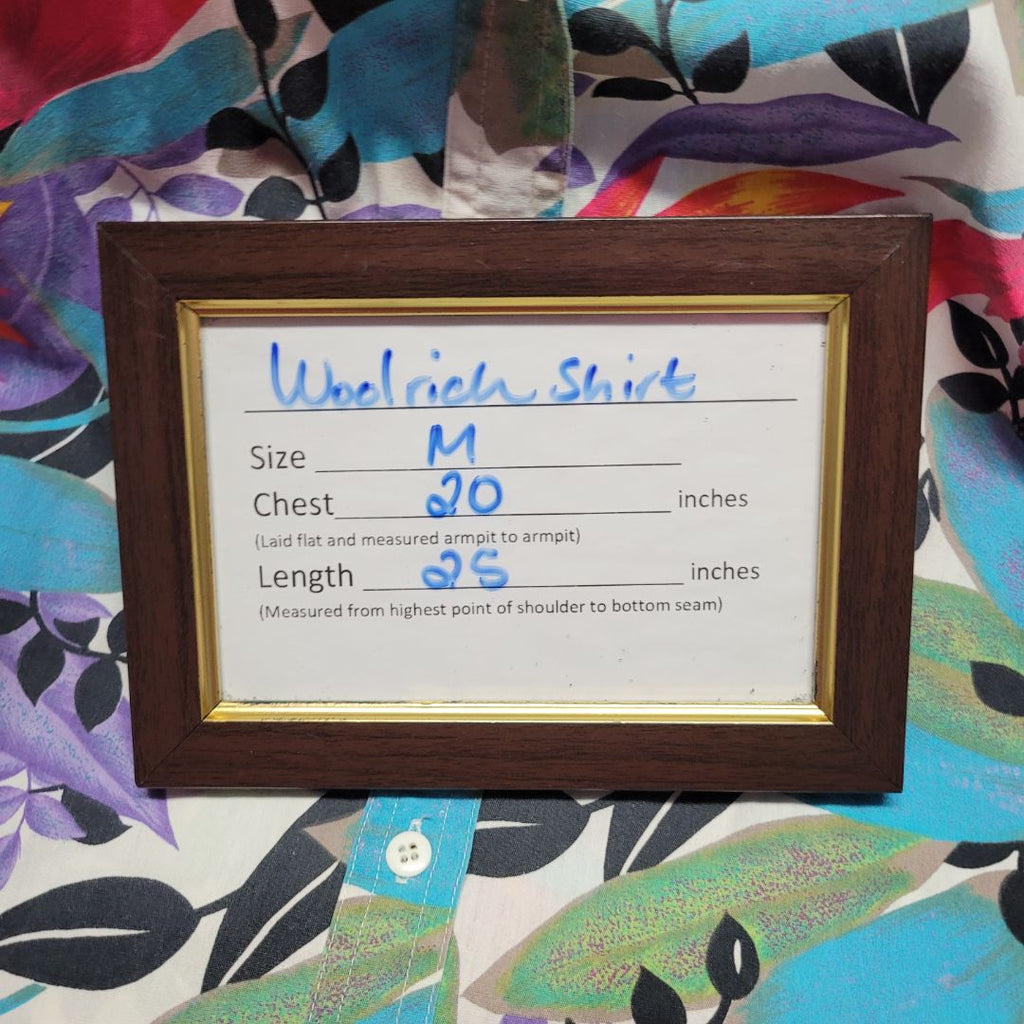 Woolrich Shirt
Size M
Chest 20 inches
(Laid flat and measured armpit to armpit)
Length 25 inches
(Measured from highest point of shoulder to bottom seam)